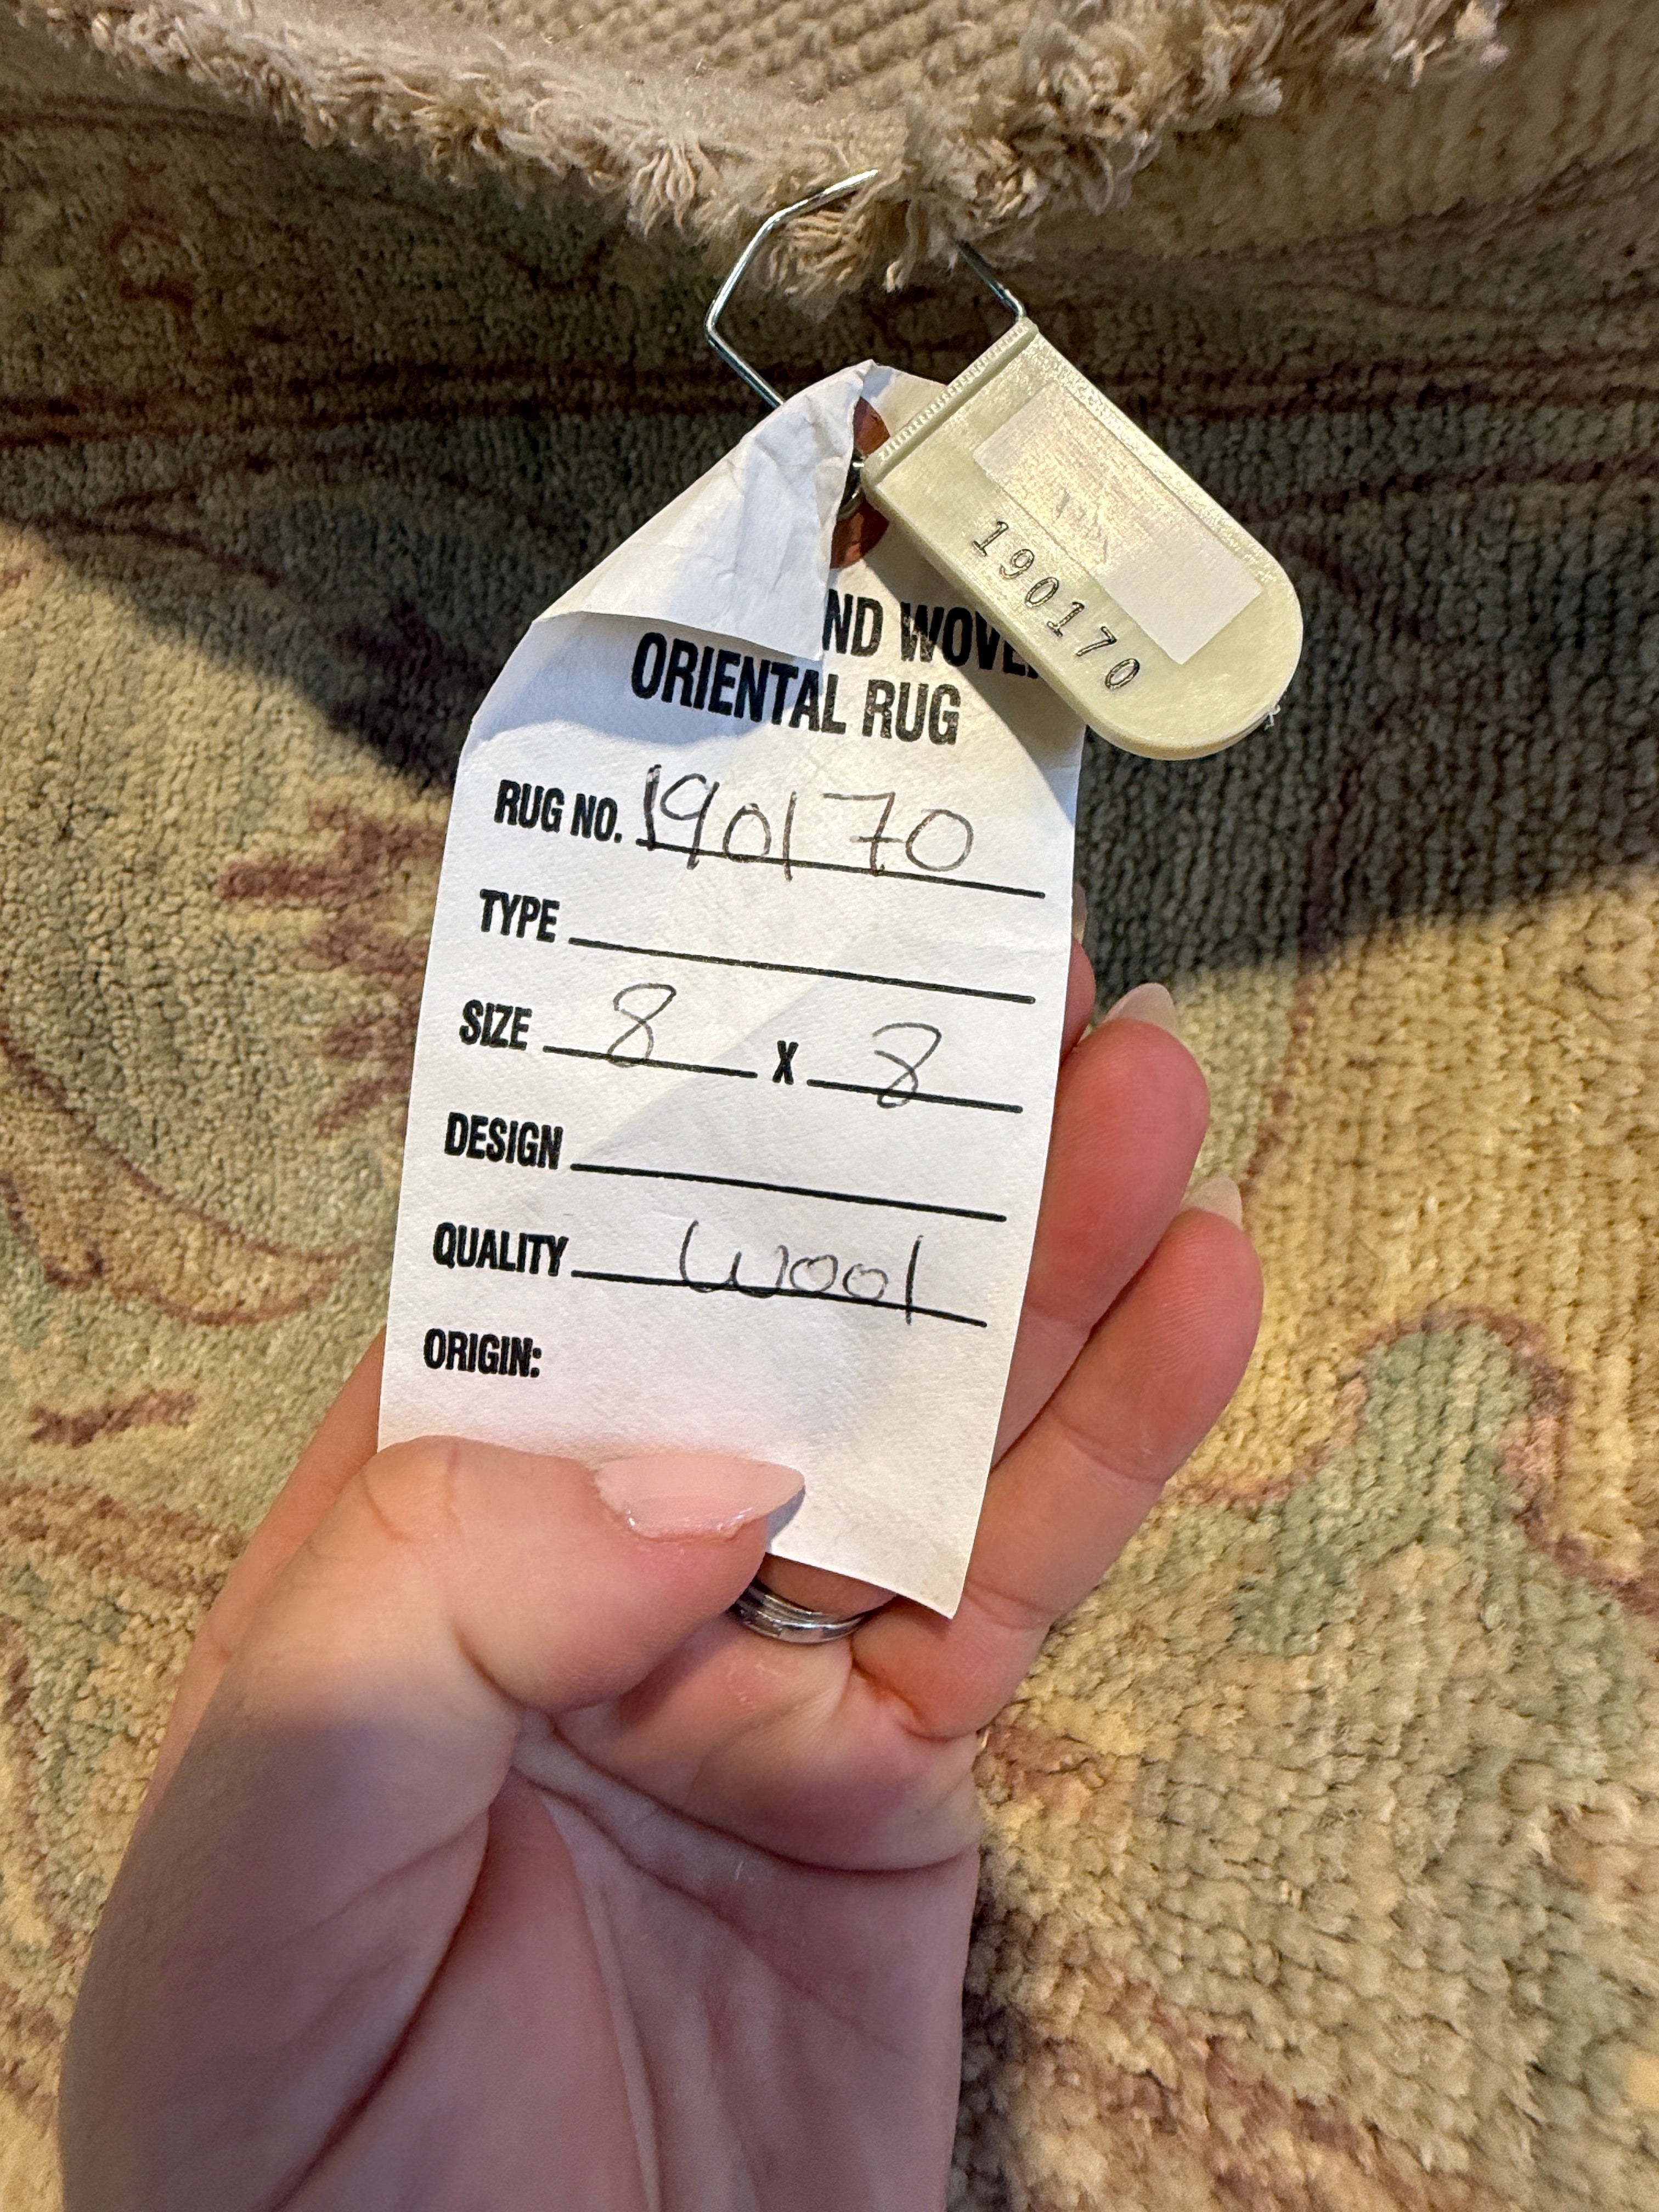 190170
ND WOVE
ORIENTAL RUG
RUG NO. 190170
TYPE
SIZE 8 X 8
DESIGN
QUALITY Wool
ORIGIN: